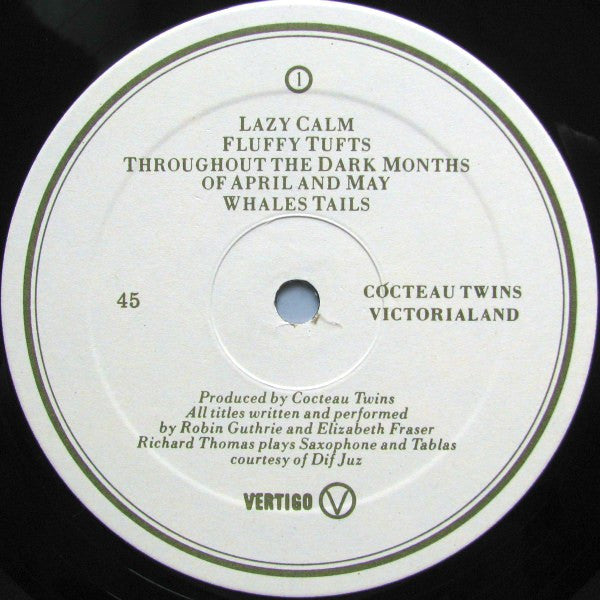 1
LAZY CALM
FLUFFY TUFTS
THROUGHOUT THE DARK MONTHS
OF APRIL AND MAY
WHALES TAILS
45
COCTEAU TWINS
VICTORIALAND
Produced by Cocteau Twins
All titles written and performed
by Robin Guthrie and Elizabeth Fraser
Richard Thomas plays Saxophone and Tablas
courtesy of Dif Juz
VERTIGO V